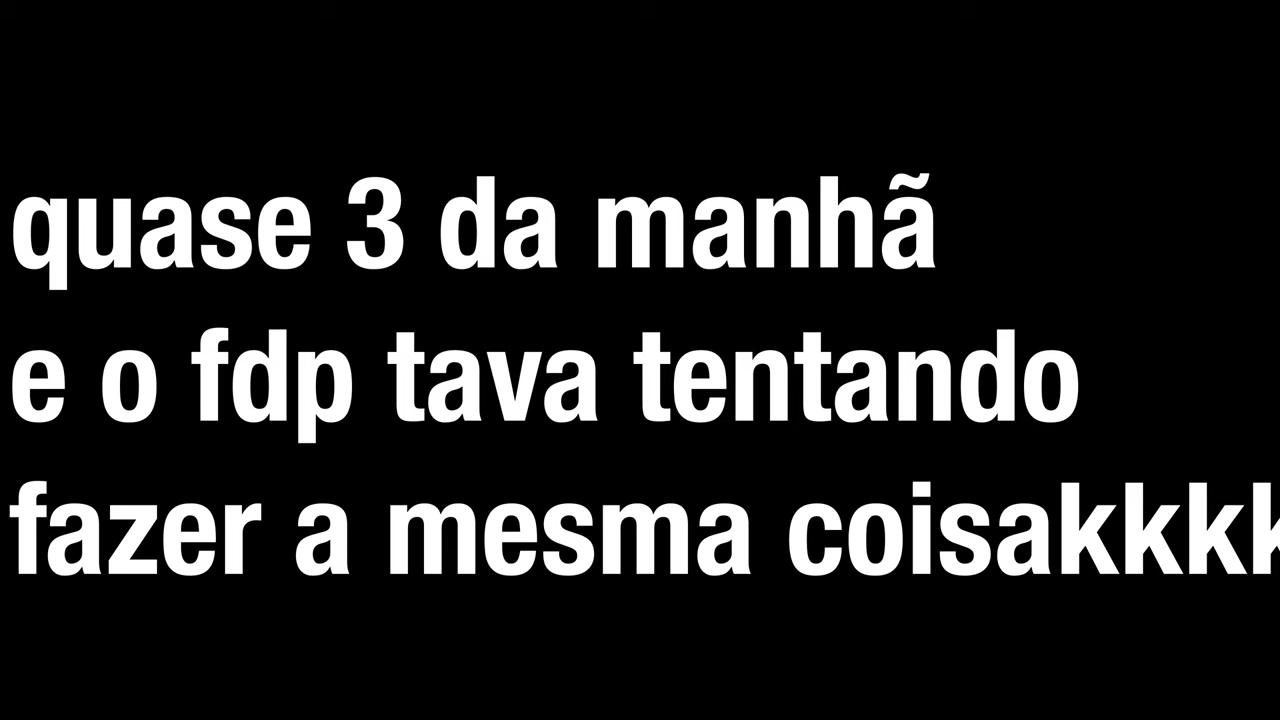 quase 3 da manhã
e o fdp tava tentando
fazer a mesma coisakkkk